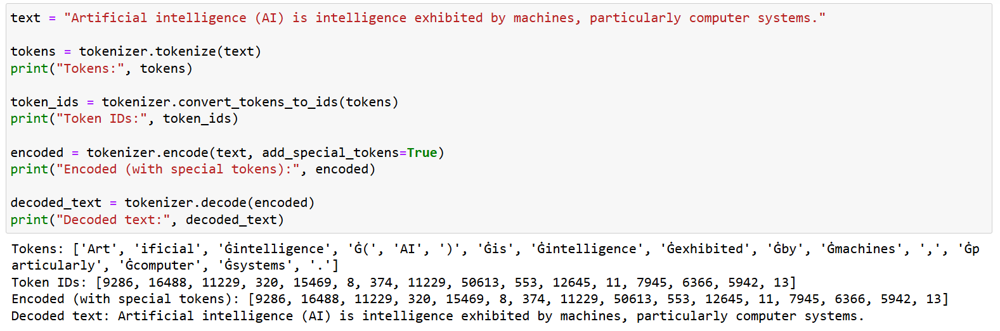 text = "Artificial intelligence (AI) is intelligence exhibited by machines, particularly computer systems."
tokens = tokenizer.tokenize(text)
print("Tokens:", tokens)
token_ids = tokenizer.convert_tokens_to_ids(tokens)
print("Token IDs:", token_ids)
encoded = tokenizer.encode(text, add_special_tokens=True)
print("Encoded (with special tokens):", encoded)
decoded_text = tokenizer.decode(encoded)
print("Decoded text:", decoded_text)
Tokens: ['Art', 'ificial', 'Ġintelligence', 'Ġ(', 'AI', ')', 'Ġis', 'Ġintelligence', 'Ġexhibited', 'Ġby', 'Ġmachines', ',', 'Ġp
articularly', 'Ġcomputer', 'Ġsystems', '.']
Token IDs: [9286, 16488, 11229, 320, 15469, 8, 374, 11229, 50613, 553, 12645, 11, 7945, 6366, 5942, 13]
Encoded (with special tokens): [9286, 16488, 11229, 320, 15469, 8, 374, 11229, 50613, 553, 12645, 11, 7945, 6366, 5942, 13]
Decoded text: Artificial intelligence (AI) is intelligence exhibited by machines, particularly computer systems.